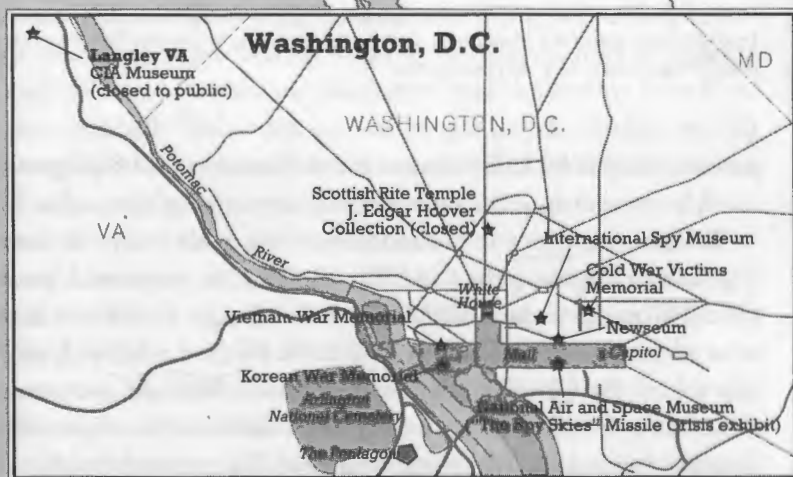 Washington, D.C.
Langley VA
CIA Museum
(closed to public)
MD
WASHINGTON, D.C.
Potomac
River
VA
Scottish Rite Temple
J. Edgar Hoover
Collection (closed)
International Spy Museum
White
House
Cold War Victims
Memorial
Vietnam War Memorial
Newseum
Mall
Capitol
Korean War Memorial
Arlington
National Cemetery
National Air and Space Museum
("The Spy Skies" Missile Crisis exhibit)
The Pentagon